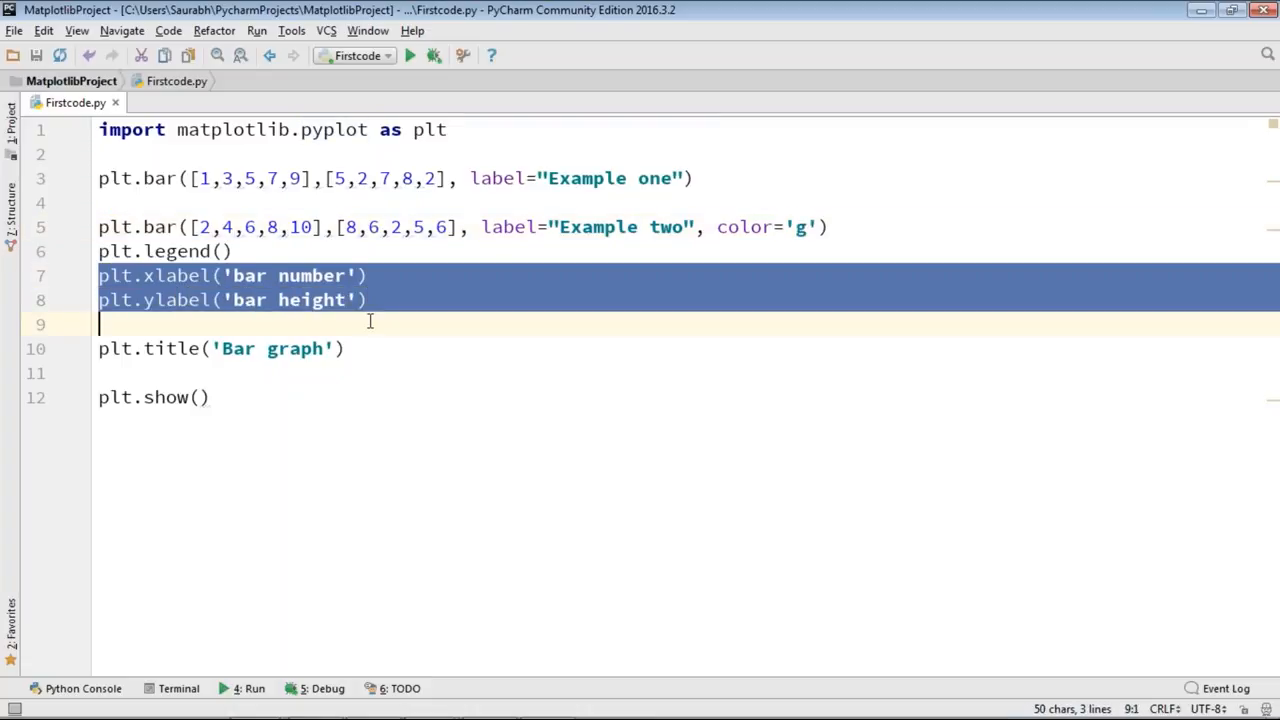 MatplotlibProject - [C:\Users\Saurabh\PycharmProjects\MatplotlibProject] - ...\Firstcode.py - PyCharm Community Edition 2016.3.2
File Edit View Navigate Code Refactor Run Tools VCS Window Help
Firstcode
MatplotlibProject Firstcode.py
Firstcode.py
1: Project
Z: Structure
2: Favorites
1 import matplotlib.pyplot as plt
2
3 plt.bar([1,3,5,7,9],[5,2,7,8,2], label="Example one")
4
5 plt.bar([2,4,6,8,10],[8,6,2,5,6], label="Example two", color='g')
6 plt.legend()
7 plt.xlabel('bar number')
8 plt.ylabel('bar height')
9
10 plt.title('Bar graph')
11
12 plt.show()
Python Console Terminal 4: Run 5: Debug 6: TODO Event Log
50 chars, 3 lines 9:1 CRLF UTF-8